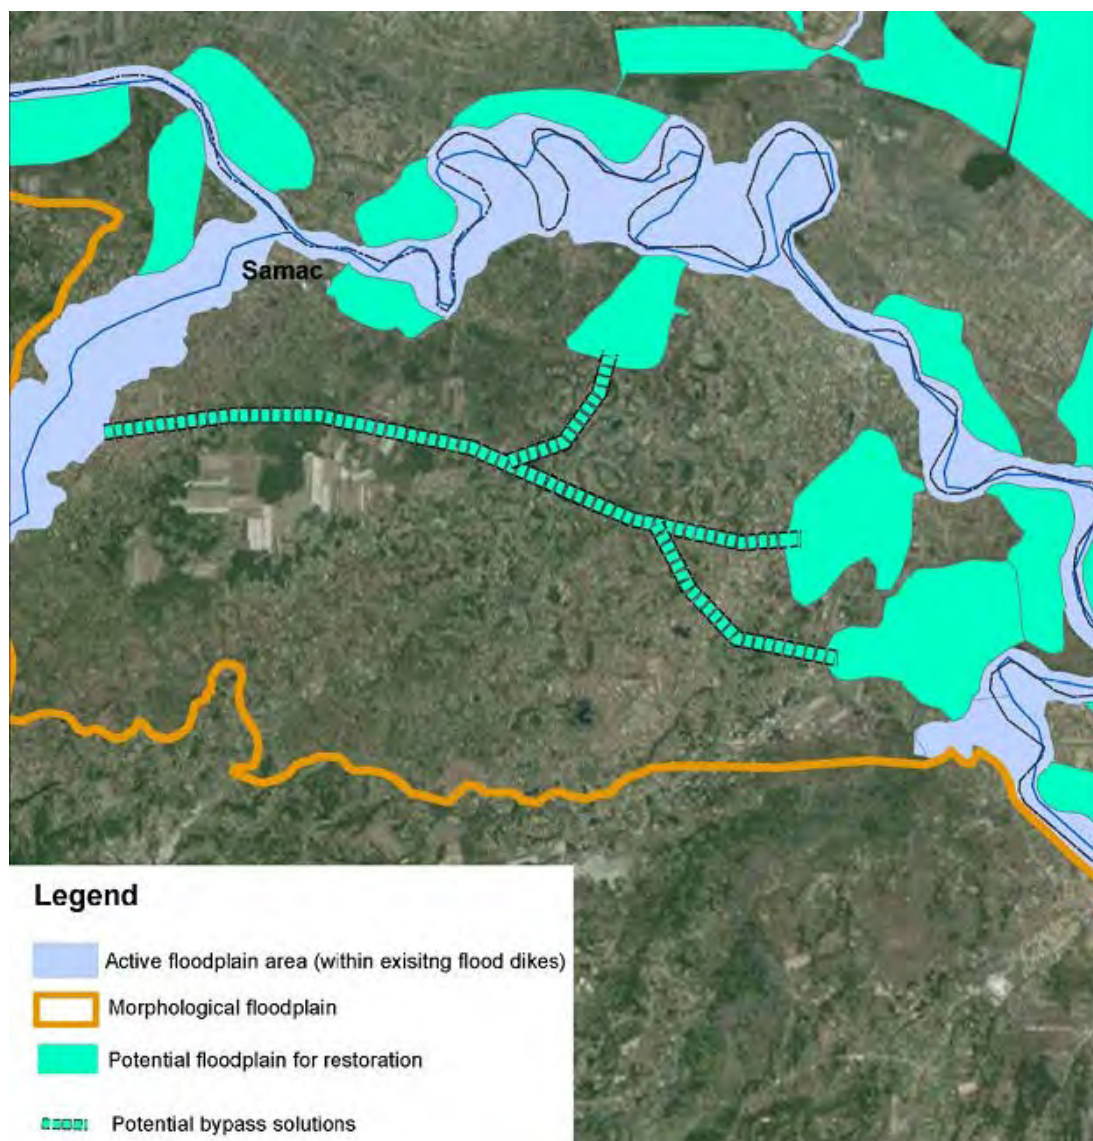 Samac
Legend
Active floodplain area (within exisitng flood dikes)
Morphological floodplain
Potential floodplain for restoration
Potential bypass solutions